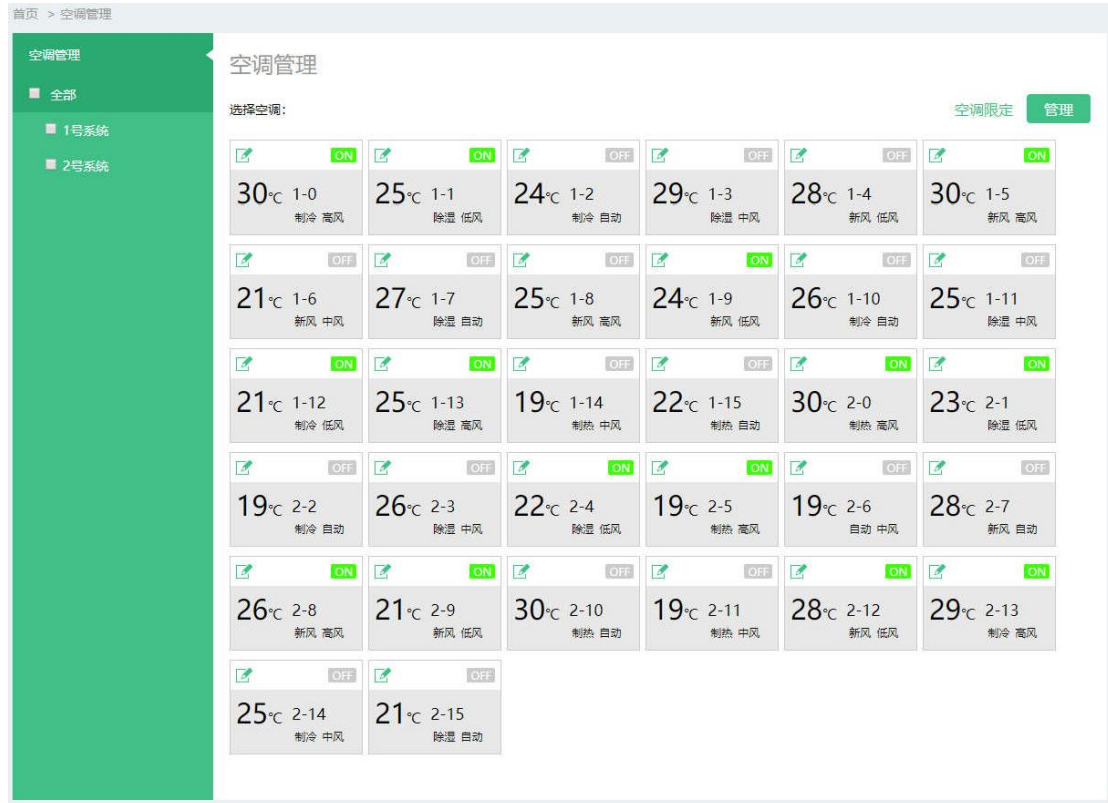 首页 > 空调管理
空调管理
全部
1号系统
2号系统
空调管理
选择空调:
空调限定 管理
ON ON OFF OFF OFF ON
30℃ 1-0 25℃ 1-1 24℃ 1-2 29℃ 1-3 28℃ 1-4 30℃ 1-5
制冷 高风 除湿 低风 制冷 自动 除湿 中风 新风 低风 新风 高风
OFF OFF OFF ON OFF OFF
21℃ 1-6 27℃ 1-7 25℃ 1-8 24℃ 1-9 26℃ 1-10 25℃ 1-11
新风 中风 除湿 自动 新风 高风 新风 低风 制冷 自动 除湿 中风
ON ON OFF OFF ON ON
21℃ 1-12 25℃ 1-13 19℃ 1-14 22℃ 1-15 30℃ 2-0 23℃ 2-1
制冷 低风 除湿 高风 制热 中风 制热 自动 制热 高风 除湿 低风
OFF OFF ON ON OFF OFF
19℃ 2-2 26℃ 2-3 22℃ 2-4 19℃ 2-5 19℃ 2-6 28℃ 2-7
制冷 自动 除湿 中风 除湿 低风 制热 高风 自动 中风 新风 自动
ON ON OFF OFF ON ON
26℃ 2-8 21℃ 2-9 30℃ 2-10 19℃ 2-11 28℃ 2-12 29℃ 2-13
新风 高风 新风 低风 制热 自动 制热 中风 新风 低风 制冷 高风
OFF OFF
25℃ 2-14 21℃ 2-15
制冷 中风 除湿 自动